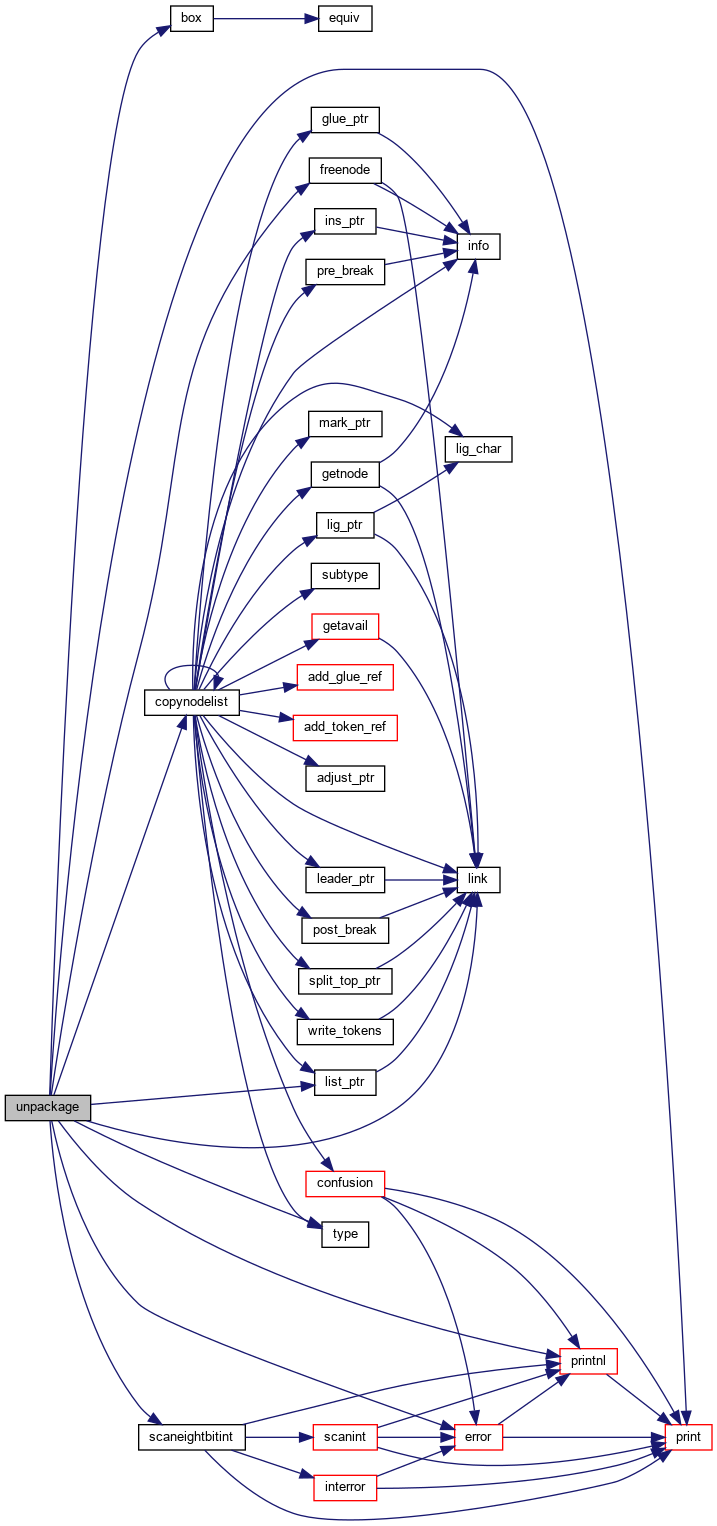 box
equiv
glue_ptr
freenode
ins_ptr
info
pre_break
mark_ptr
lig_char
getnode
lig_ptr
subtype
getavail
add_glue_ref
copynodelist
add_token_ref
adjust_ptr
leader_ptr
link
post_break
split_top_ptr
write_tokens
list_ptr
unpackage
confusion
type
printnl
scaneightbitint
scanint
error
print
interror